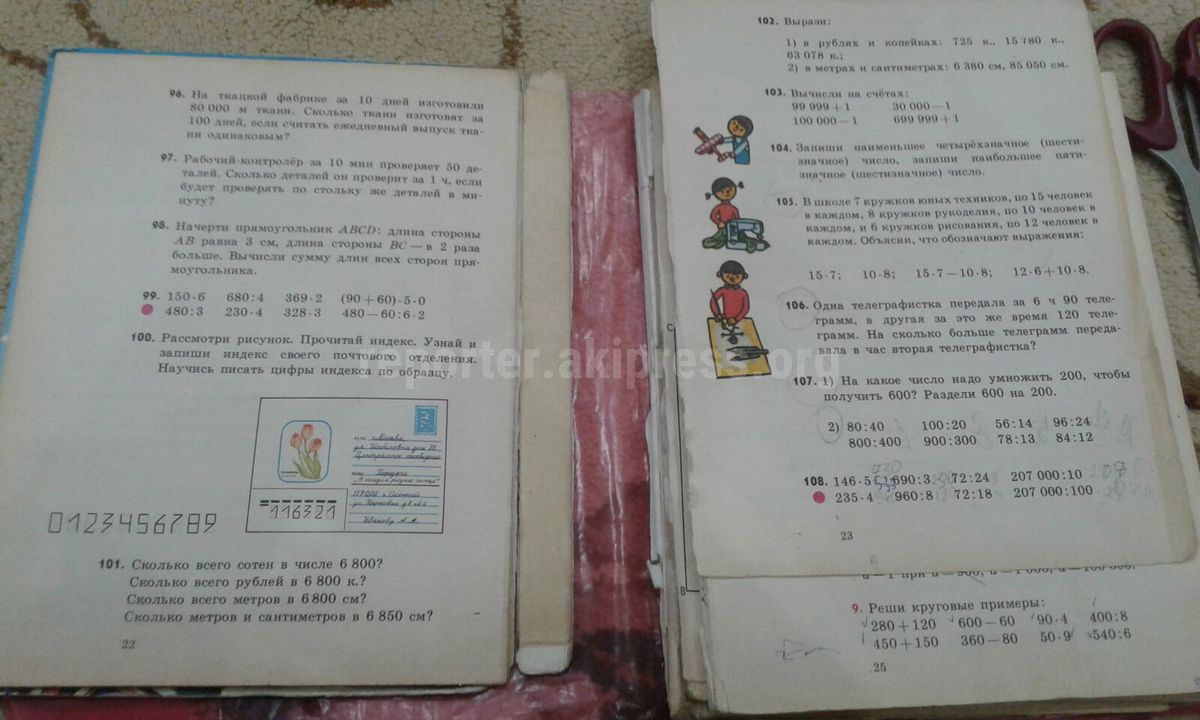 96. На ткацкой фабрике за 10 дней изготовили
80 000 м ткани. Сколько ткани изготовят за
100 дней, если считать ежедневный выпуск тка-
ни одинаковым?
97. Рабочий-контролёр за 10 мин проверяет 50 де-
талей. Сколько деталей он проверит за 1 ч, если
будет проверять по стольку же деталей в ми-
нуту?
98. Начерти прямоугольник ABCD: длина стороны
AB равна 3 см, длина стороны BC — в 2 раза
больше. Вычисли сумму длин всех сторон пря-
моугольника.
99. 150·6 680:4 369·2 (90+60)·5·0
480:3 230·4 328·3 480−60:6·2
100. Рассмотри рисунок. Прочитай индекс. Узнай и
запиши индекс своего почтового отделения.
Научись писать цифры индекса по образцу.
г. Москва
117000 г. Осенний
Иванову А. А.
116321
0123456789
101. Сколько всего сотен в числе 6 800?
Сколько всего рублей в 6 800 к.?
Сколько всего метров в 6 800 см?
Сколько метров и сантиметров в 6 850 см?
22
102. Вырази:
1) в рублях и копейках: 725 к., 15 780 к.,
63 078 к.;
2) в метрах и сантиметрах: 6 380 см, 85 050 см.
103. Вычисли на счётах:
99 999+1 30 000−1
100 000−1 699 999+1
104. Запиши наименьшее четырёхзначное (шести-
значное) число, запиши наибольшее пяти-
значное (шестизначное) число.
105. В школе 7 кружков юных техников, по 15 человек
в каждом, 8 кружков рукоделия, по 10 человек в
каждом, и 6 кружков рисования, по 12 человек в
каждом. Объясни, что обозначают выражения:
15·7; 10·8; 15·7−10·8; 12·6+10·8.
106. Одна телеграфистка передала за 6 ч 90 теле-
грамм, а другая за это же время 120 теле-
грамм. На сколько больше телеграмм переда-
вала в час вторая телеграфистка?
107. 1) На какое число надо умножить 200, чтобы
получить 600? Раздели 600 на 200.
2) 80:40 100:20 56:14 96:24
800:400 900:300 78:13 84:12
108. 146·5 690:3 72:24 207 000:10
235·4 960:8 72:18 207 000:100
23
C
B
9. Реши круговые примеры:
280+120 600−60 90·4 400:8
450+150 360−80 50·9 540:6
25
reporter.akipress.org